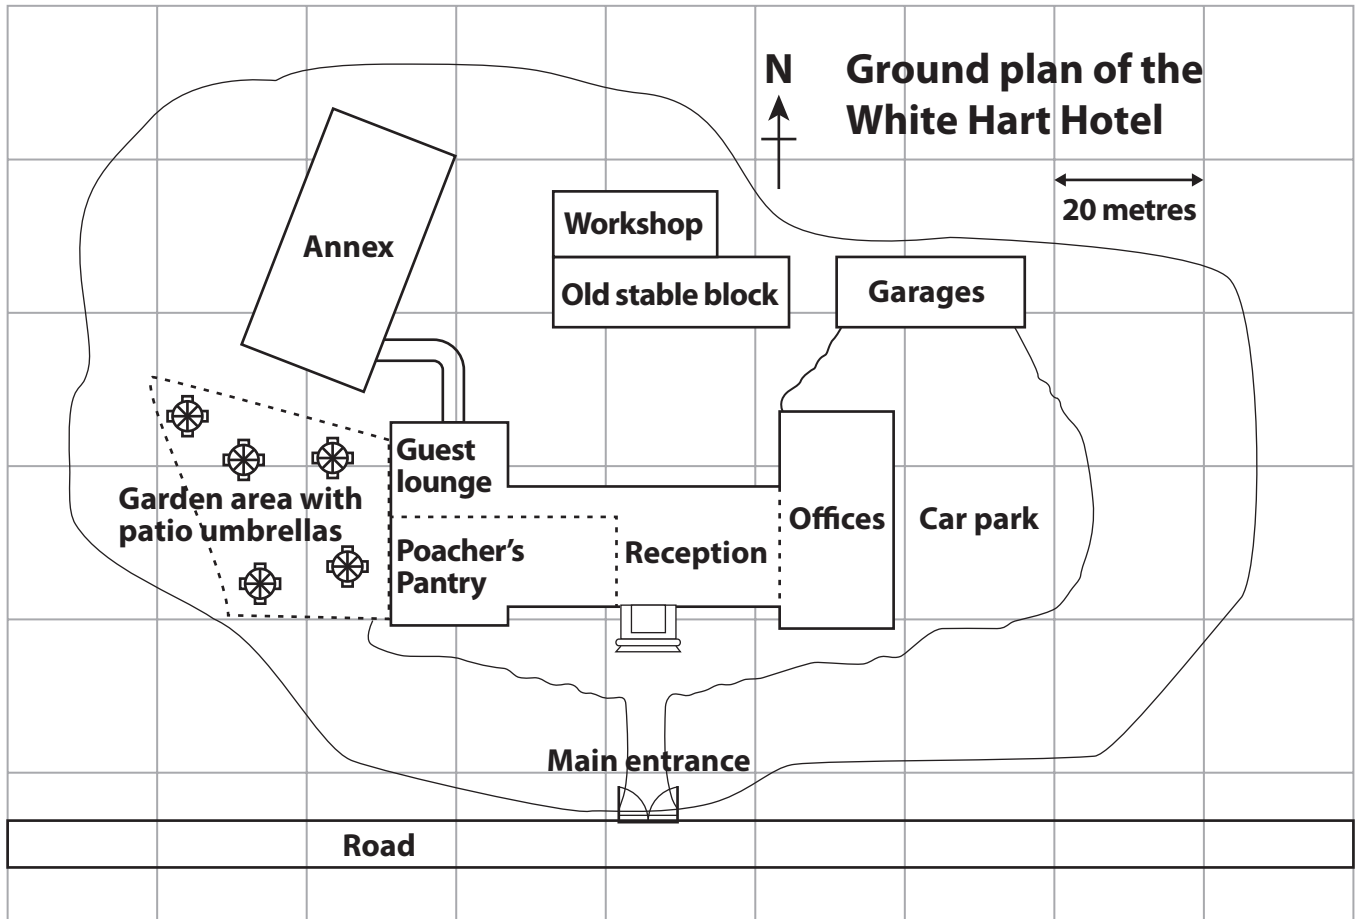 N
Ground plan of the
White Hart Hotel
20 metres
Workshop
Annex
Old stable block
Garages
Guest
lounge
Garden area with
patio umbrellas
Offices
Car park
Poacher's
Pantry
Reception
Main entrance
Road